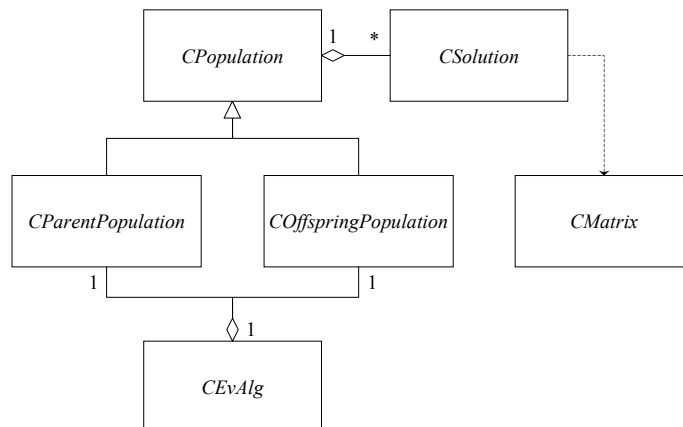 1
*
CPopulation
CSolution
CParentPopulation
COffspringPopulation
CMatrix
1
1
1
CEvAlg